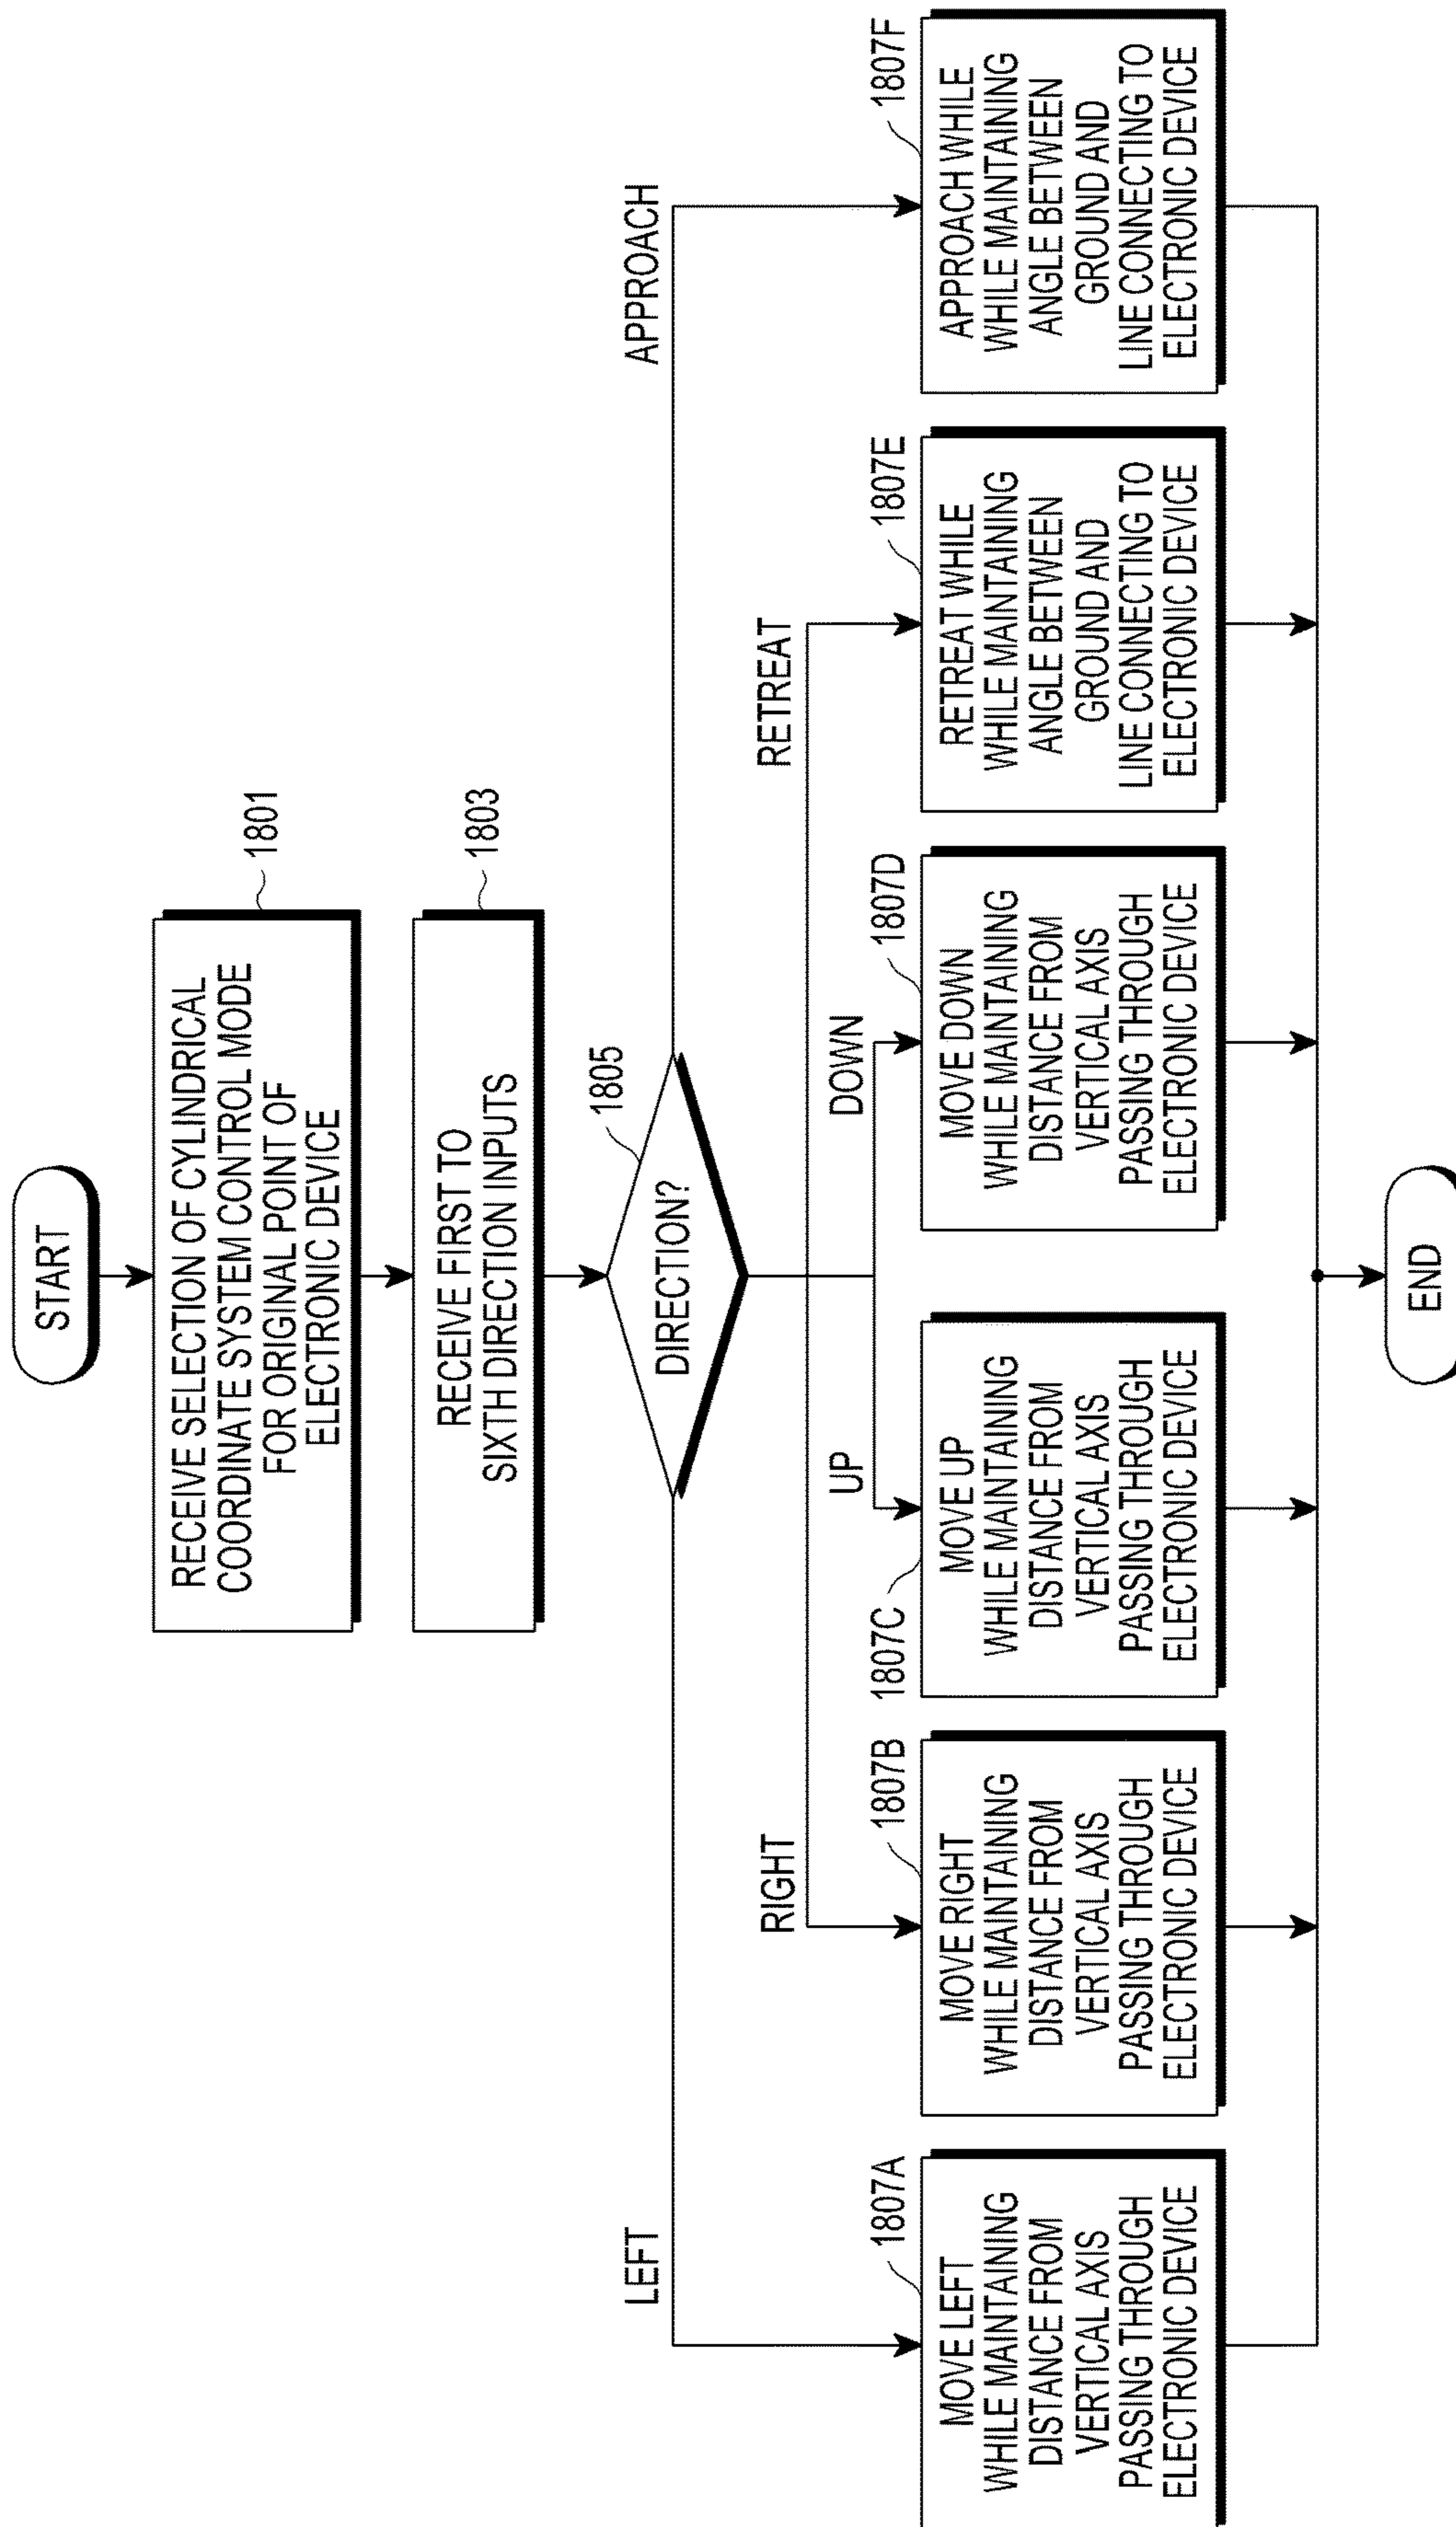 START
RECEIVE SELECTION OF CYLINDRICAL
COORDINATE SYSTEM CONTROL MODE
FOR ORIGINAL POINT OF
ELECTRONIC DEVICE
1801
RECEIVE FIRST TO
SIXTH DIRECTION INPUTS
1803
DIRECTION?
1805
LEFT
RIGHT
UP
DOWN
RETREAT
APPROACH
1807A
MOVE LEFT
WHILE MAINTAINING
DISTANCE FROM
VERTICAL AXIS
PASSING THROUGH
ELECTRONIC DEVICE
1807B
MOVE RIGHT
WHILE MAINTAINING
DISTANCE FROM
VERTICAL AXIS
PASSING THROUGH
ELECTRONIC DEVICE
1807C
MOVE UP
WHILE MAINTAINING
DISTANCE FROM
VERTICAL AXIS
PASSING THROUGH
ELECTRONIC DEVICE
1807D
MOVE DOWN
WHILE MAINTAINING
DISTANCE FROM
VERTICAL AXIS
PASSING THROUGH
ELECTRONIC DEVICE
1807E
RETREAT WHILE
WHILE MAINTAINING
ANGLE BETWEEN
GROUND AND
LINE CONNECTING TO
ELECTRONIC DEVICE
1807F
APPROACH WHILE
WHILE MAINTAINING
ANGLE BETWEEN
GROUND AND
LINE CONNECTING TO
ELECTRONIC DEVICE
END